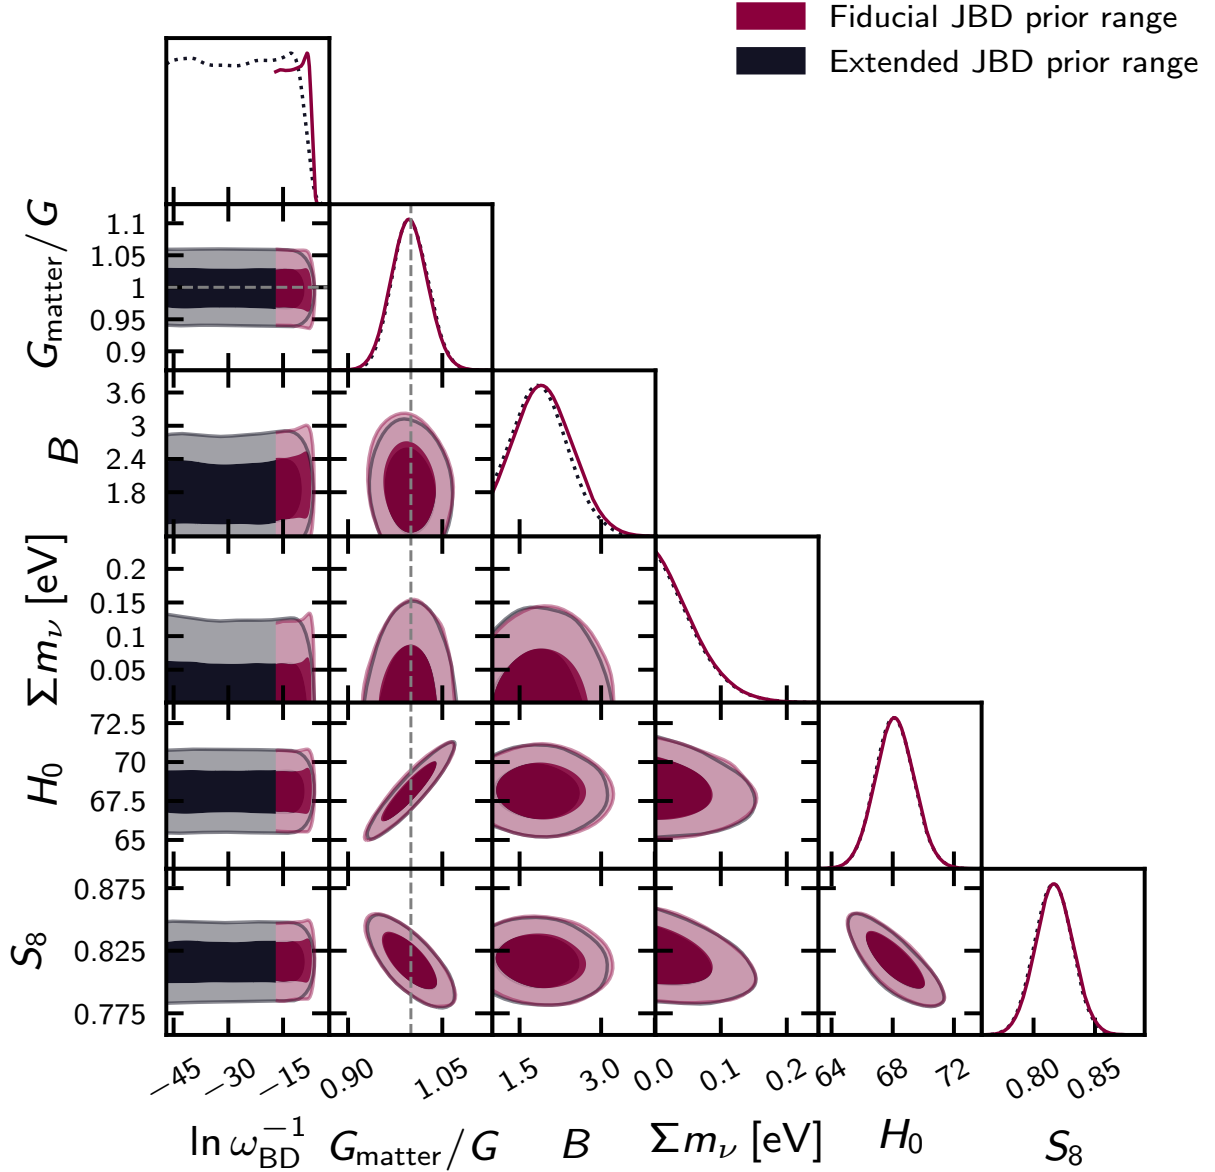 Fiducial JBD prior range
Extended JBD prior range
G_matter/G
1.1
1.05
1
0.95
0.9
B
3.6
3
2.4
1.8
Σm_ν [eV]
0.2
0.15
0.1
0.05
H_0
72.5
70
67.5
65
S_8
0.875
0.825
0.775
−45 −30 −15 0.90 1.05 1.5 3.0 0.0 0.1 0.2 64 68 72 0.80 0.85
ln ω_BD^−1 G_matter/G B Σm_ν [eV] H_0 S_8